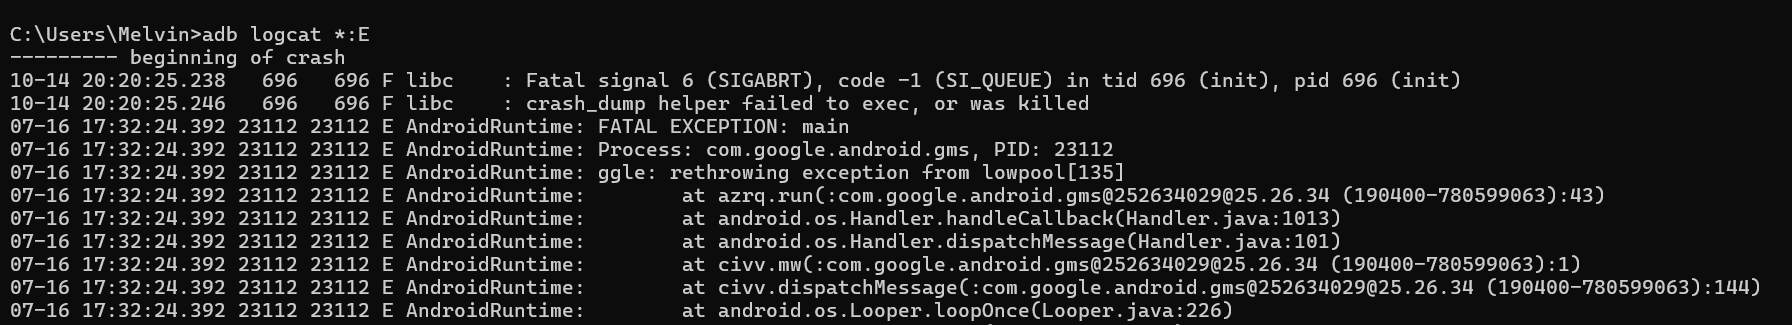 C:\Users\Melvin>adb logcat *:E
--------- beginning of crash
10-14 20:20:25.238   696   696 F libc    : Fatal signal 6 (SIGABRT), code -1 (SI_QUEUE) in tid 696 (init), pid 696 (init)
10-14 20:20:25.246   696   696 F libc    : crash_dump helper failed to exec, or was killed
07-16 17:32:24.392 23112 23112 E AndroidRuntime: FATAL EXCEPTION: main
07-16 17:32:24.392 23112 23112 E AndroidRuntime: Process: com.google.android.gms, PID: 23112
07-16 17:32:24.392 23112 23112 E AndroidRuntime: ggle: rethrowing exception from lowpool[135]
07-16 17:32:24.392 23112 23112 E AndroidRuntime:        at azrq.run(:com.google.android.gms@252634029@25.26.34 (190400-780599063):43)
07-16 17:32:24.392 23112 23112 E AndroidRuntime:        at android.os.Handler.handleCallback(Handler.java:1013)
07-16 17:32:24.392 23112 23112 E AndroidRuntime:        at android.os.Handler.dispatchMessage(Handler.java:101)
07-16 17:32:24.392 23112 23112 E AndroidRuntime:        at civv.mw(:com.google.android.gms@252634029@25.26.34 (190400-780599063):1)
07-16 17:32:24.392 23112 23112 E AndroidRuntime:        at civv.dispatchMessage(:com.google.android.gms@252634029@25.26.34 (190400-780599063):144)
07-16 17:32:24.392 23112 23112 E AndroidRuntime:        at android.os.Looper.loopOnce(Looper.java:226)